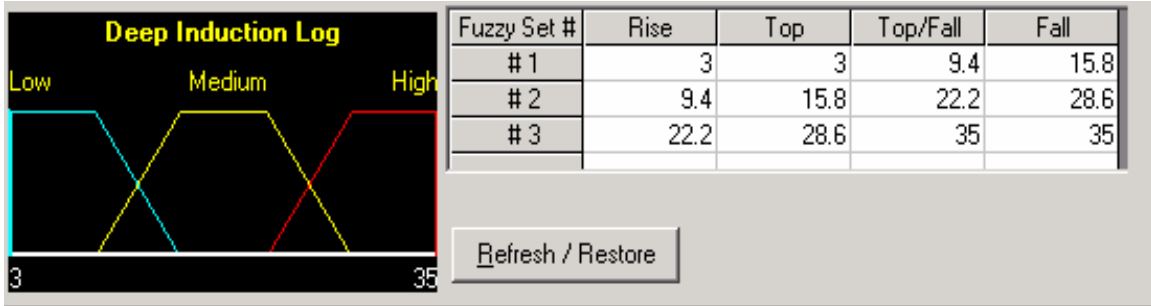 Deep Induction Log
Low Medium High
3 35
Fuzzy Set # Rise Top Top/Fall Fall
# 1 3 3 9.4 15.8
# 2 9.4 15.8 22.2 28.6
# 3 22.2 28.6 35 35
Refresh / Restore